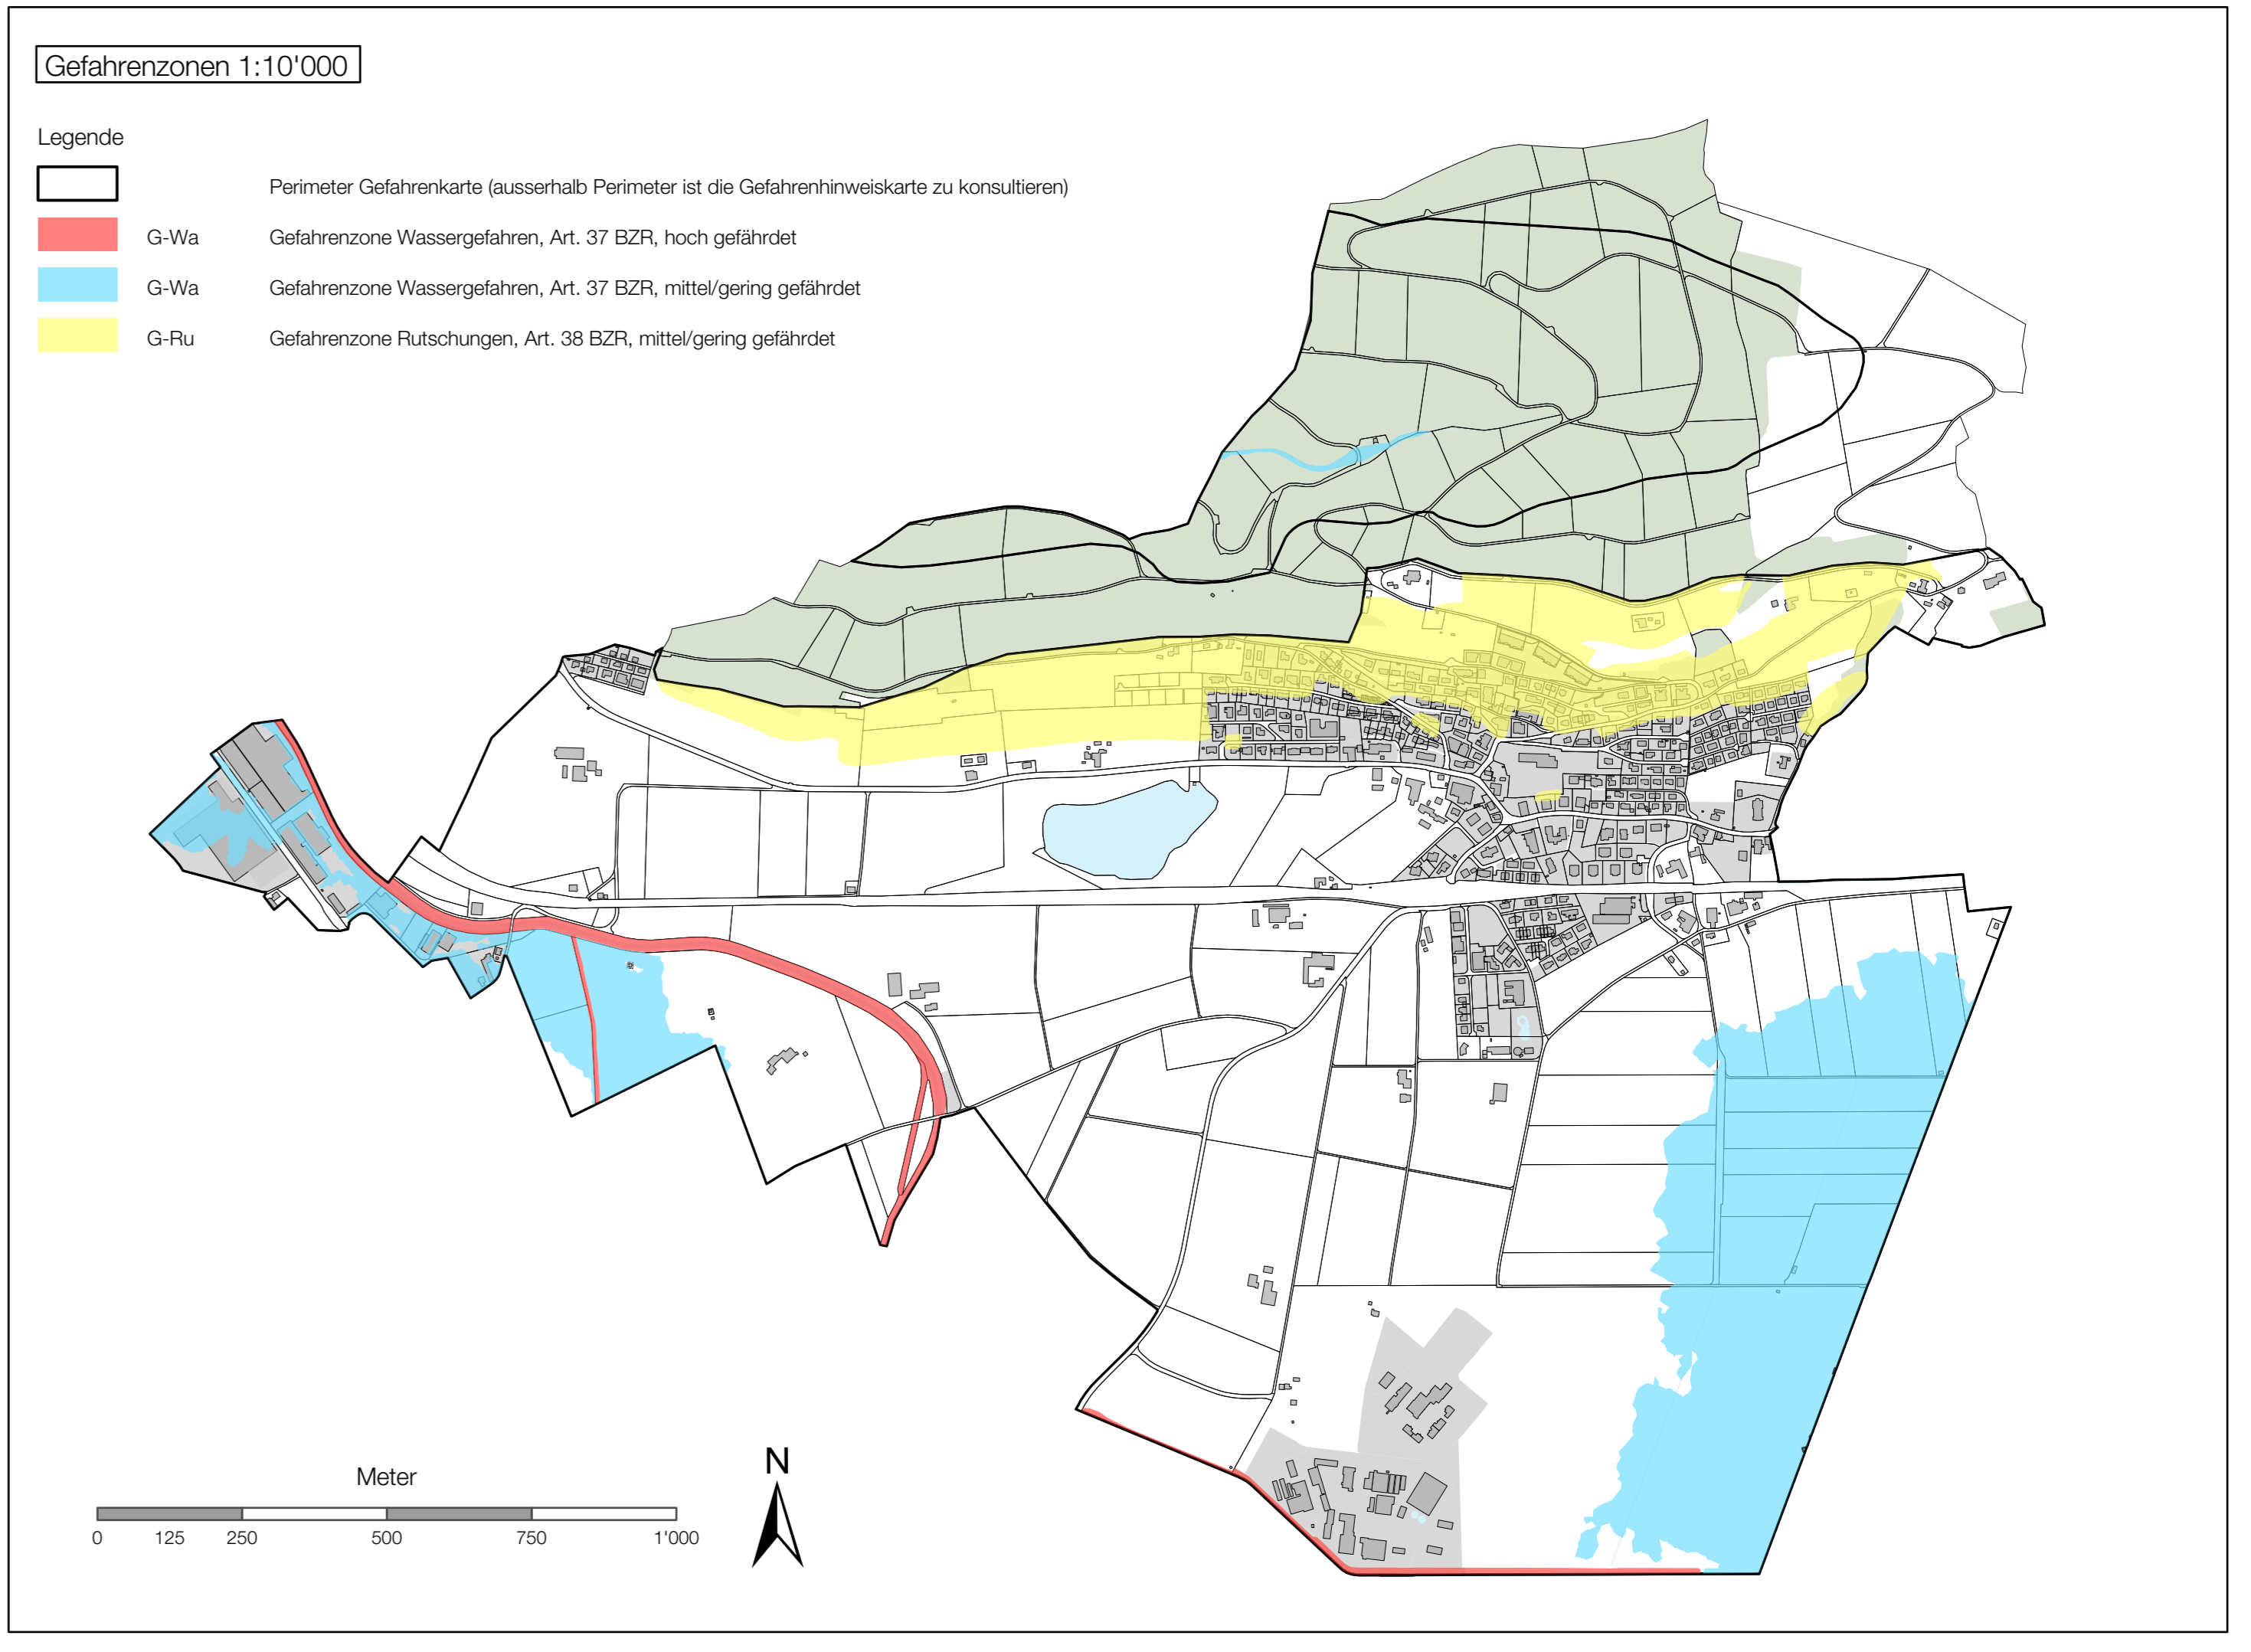 Gefahrenzonen 1:10'000
Legende
Perimeter Gefahrenkarte (ausserhalb Perimeter ist die Gefahrenhinweiskarte zu konsultieren)
G-Wa Gefahrenzone Wassergefahren, Art. 37 BZR, hoch gefährdet
G-Wa Gefahrenzone Wassergefahren, Art. 37 BZR, mittel/gering gefährdet
G-Ru Gefahrenzone Rutschungen, Art. 38 BZR, mittel/gering gefährdet
Meter
0 125 250 500 750 1'000
N